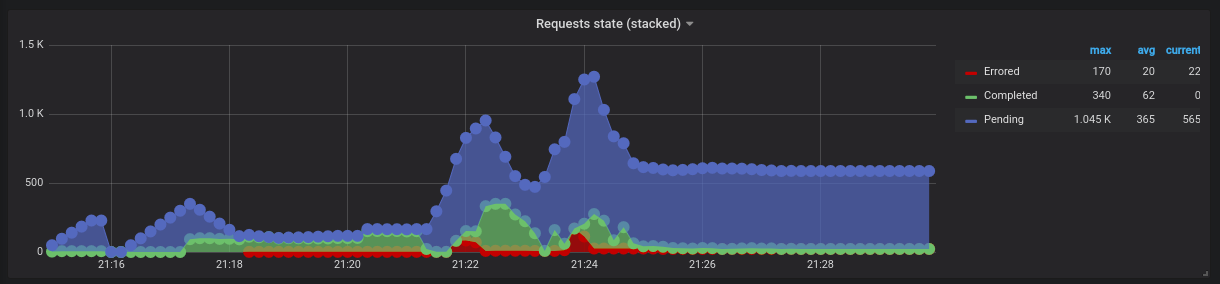 Requests state (stacked)
1.5 K
1.0 K
500
0
21:16 21:18 21:20 21:22 21:24 21:26 21:28
max avg current
Errored 170 20 22
Completed 340 62 0
Pending 1.045 K 365 565